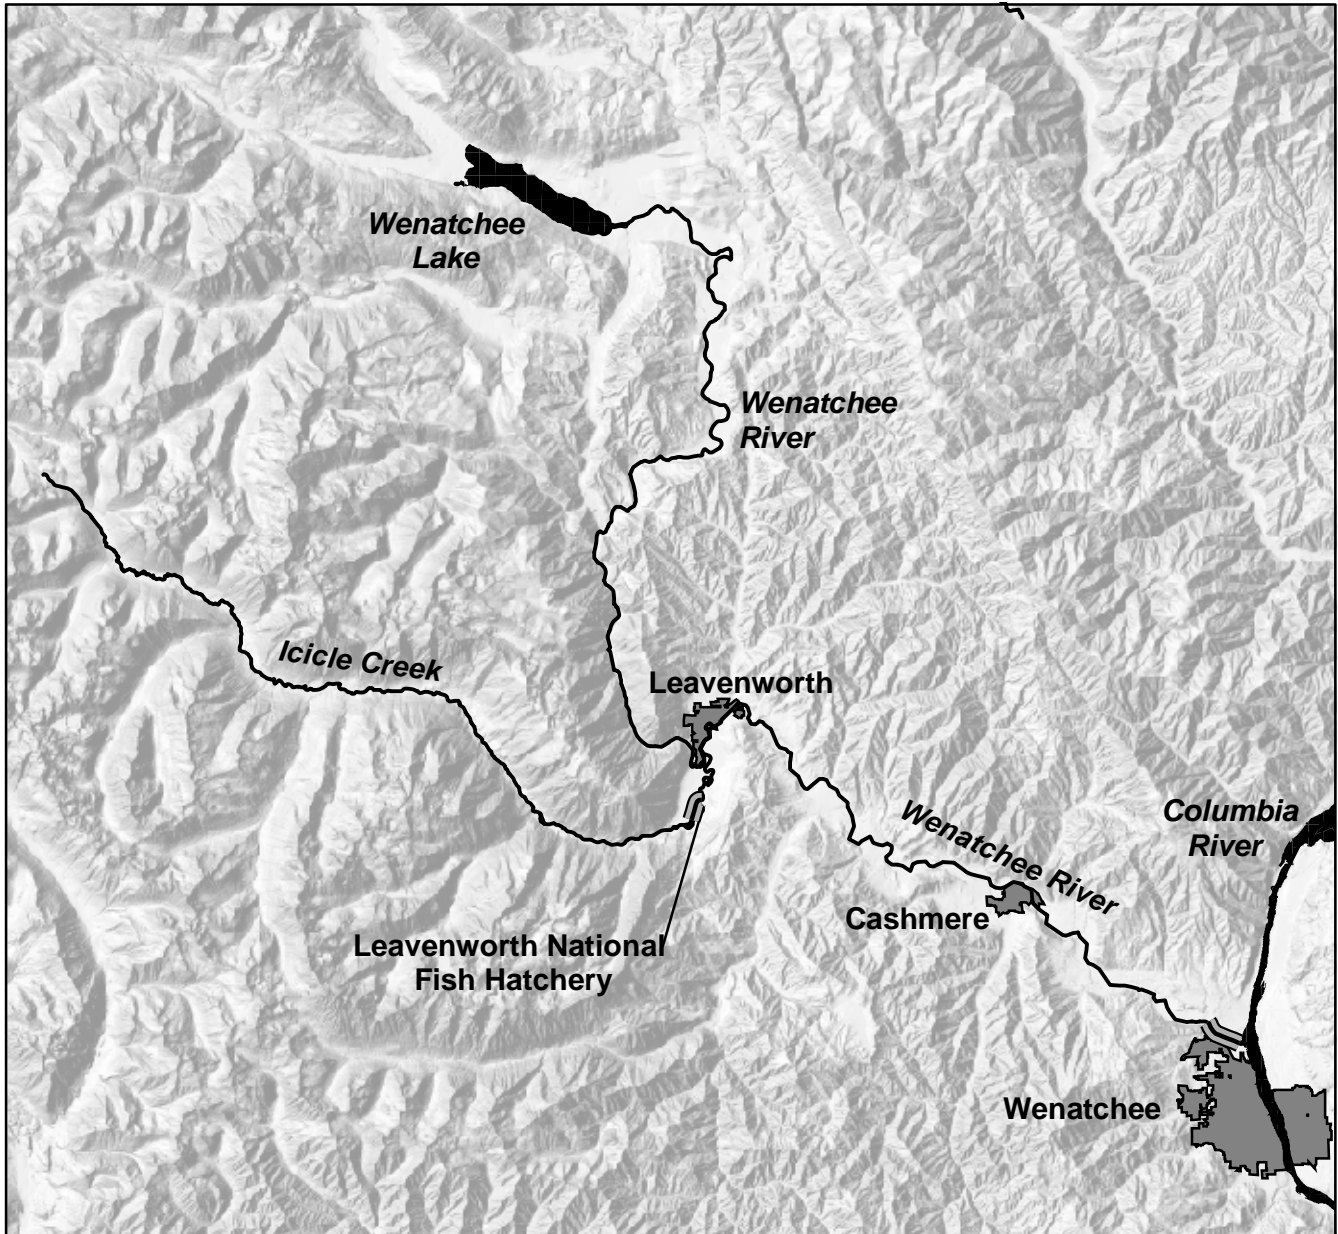 Wenatchee
Lake
Wenatchee
River
Icicle Creek
Leavenworth
Columbia
River
Wenatchee River
Cashmere
Leavenworth National
Fish Hatchery
Wenatchee